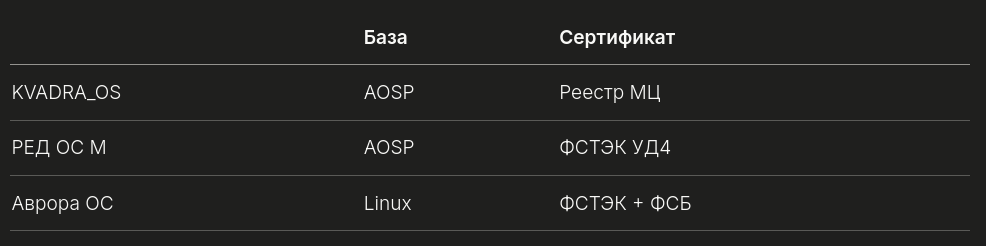 База Сертификат
KVADRA_OS AOSP Реестр МЦ
РЕД ОС М AOSP ФСТЭК УД4
Аврора ОС Linux ФСТЭК + ФСБ